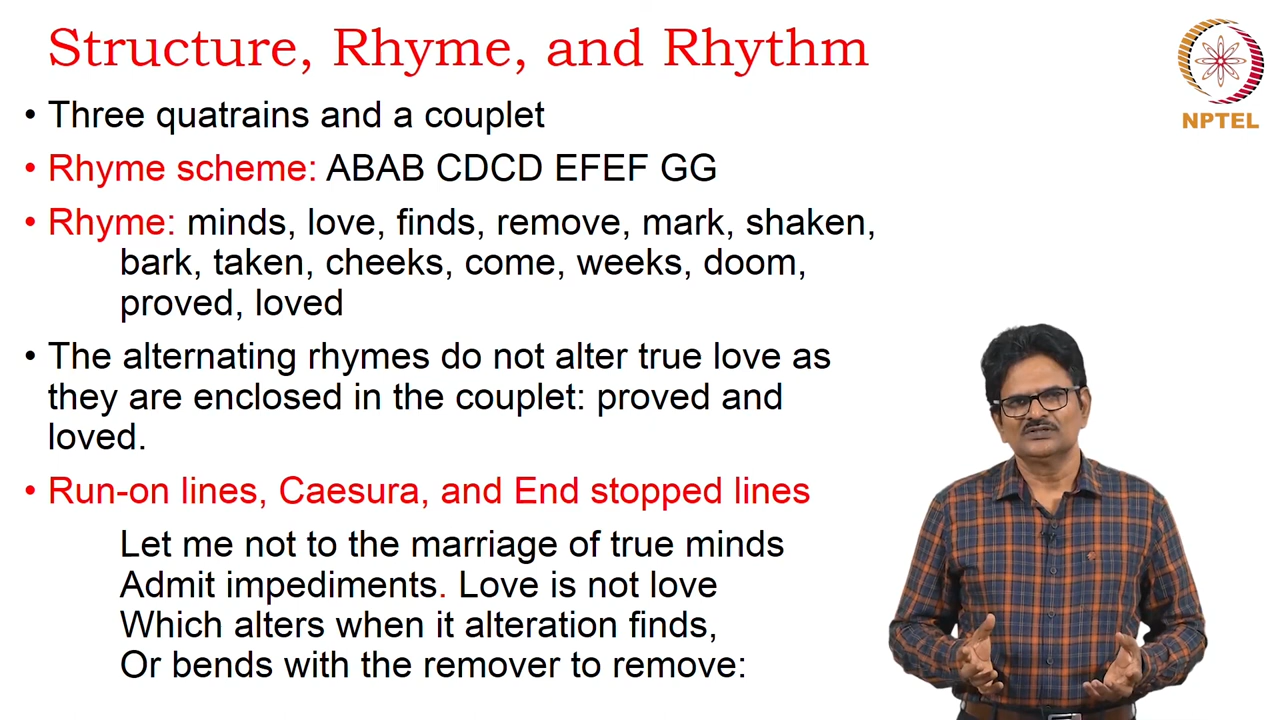 Structure, Rhyme, and Rhythm
NPTEL
• Three quatrains and a couplet
• Rhyme scheme: ABAB CDCD EFEF GG
• Rhyme: minds, love, finds, remove, mark, shaken,
bark, taken, cheeks, come, weeks, doom,
proved, loved
• The alternating rhymes do not alter true love as
they are enclosed in the couplet: proved and
loved.
• Run-on lines, Caesura, and End stopped lines
Let me not to the marriage of true minds
Admit impediments. Love is not love
Which alters when it alteration finds,
Or bends with the remover to remove: